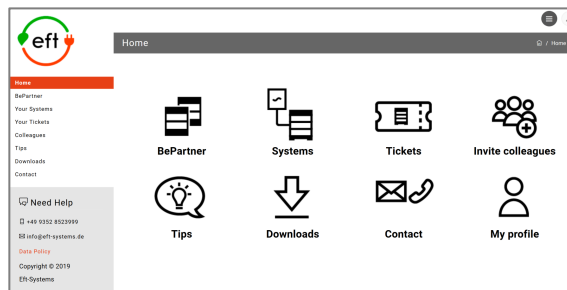 eft
Home
/ Home
Home
BePartner
Your Systems
Your Tickets
Colleagues
Tips
Downloads
Contact
Need Help
+49 9352 8523999
info@eft-systems.de
Data Policy
Copyright © 2019
Eft-Systems
BePartner
Systems
Tickets
Invite colleagues
Tips
Downloads
Contact
My profile